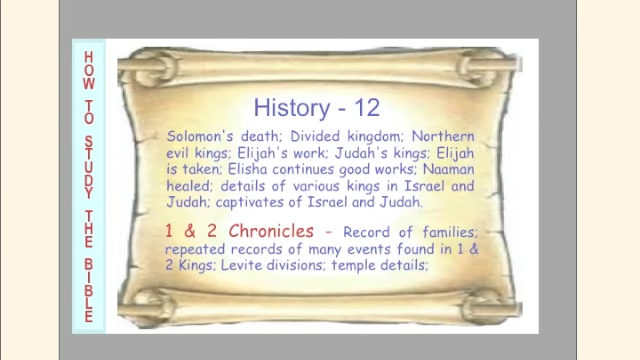 HOW TO STUDY THE BIBLE
History - 12
Solomon's death; Divided kingdom; Northern
evil kings; Elijah's work; Judah's kings; Elijah
is taken; Elisha continues good works; Naaman
healed; details of various kings in Israel and
Judah; captivates of Israel and Judah.
1 & 2 Chronicles - Record of families;
repeated records of many events found in 1 &
2 Kings; Levite divisions; temple details;